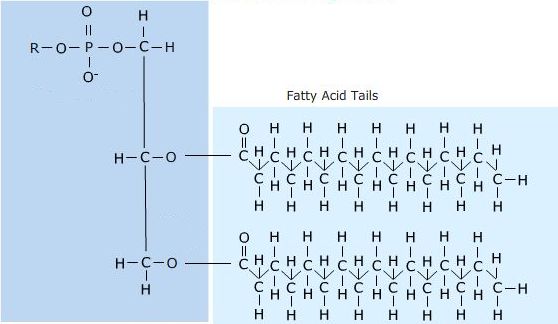 O H
R–O–P–O–C–H
O-
Fatty Acid Tails
O H H H H H H H
H–C–O C H C H C H C H C H C H C H C H
C H C H C H C H C H C H C H C–H
H H H H H H H H
O H H H H H H H
H–C–O C H C H C H C H C H C H C H C H
H C H C H C H C H C H C H C H C–H
H H H H H H H H